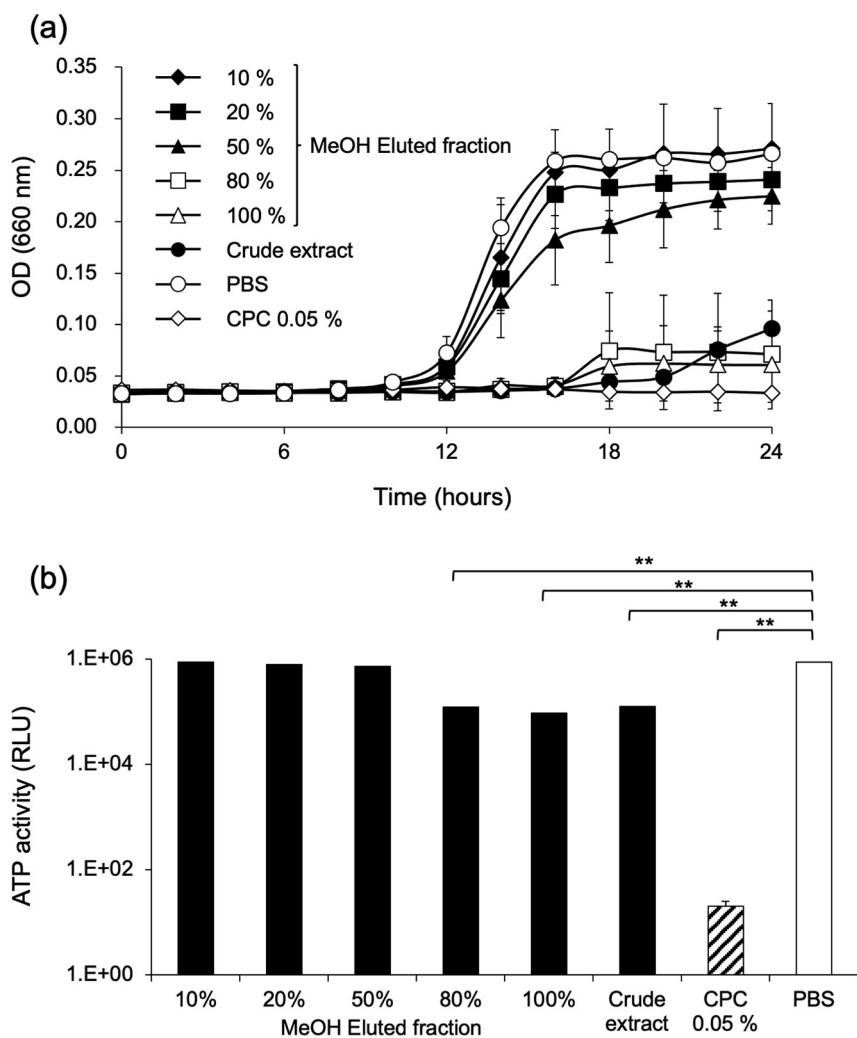 (a)
0.35
0.30
0.25
0.20
0.15
0.10
0.05
0.00
OD (660 nm)
10 %
20 %
50 %
80 %
100 %
MeOH Eluted fraction
Crude extract
PBS
CPC 0.05 %
0 6 12 18 24
Time (hours)
(b)
**
**
**
**
1.E+06
1.E+04
1.E+02
1.E+00
ATP activity (RLU)
10% 20% 50% 80% 100% Crude CPC PBS
MeOH Eluted fraction extract 0.05 %